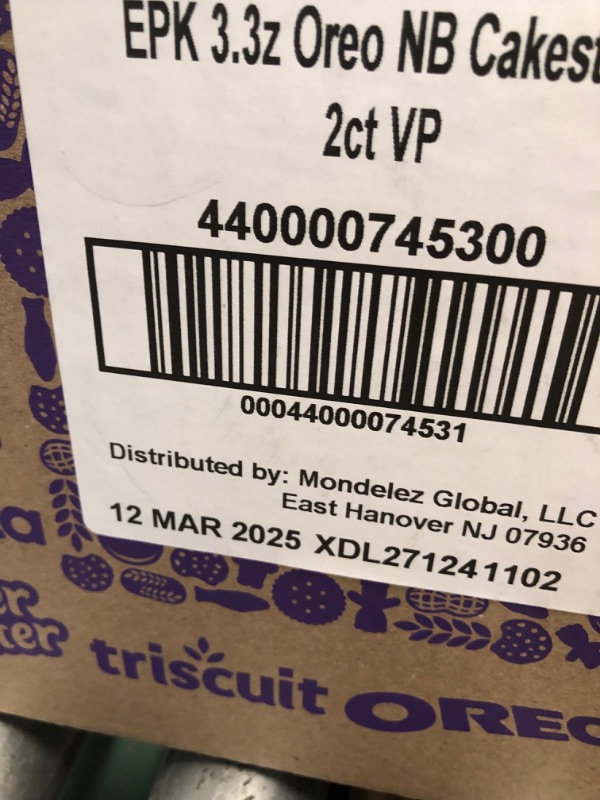 EPK 3.3z Oreo NB Cakest
2ct VP
440000745300
00044000074531
Distributed by: Mondelez Global, LLC
East Hanover NJ 07936
12 MAR 2025 XDL271241102
triscuit OREO